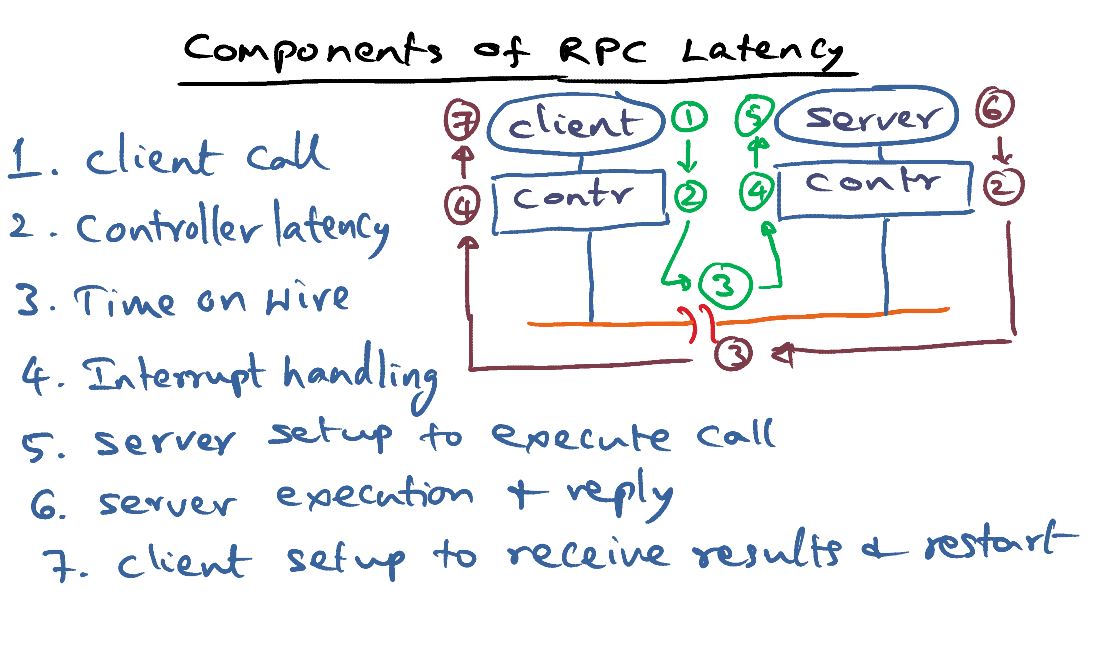 Components of RPC Latency
7 client 1 5 server 6
4 contr 2 4 contr 2
3
3
1. client call
2. Controller latency
3. Time on wire
4. Interrupt handling
5. server setup to execute call
6. server execution + reply
7. client setup to receive results & restart